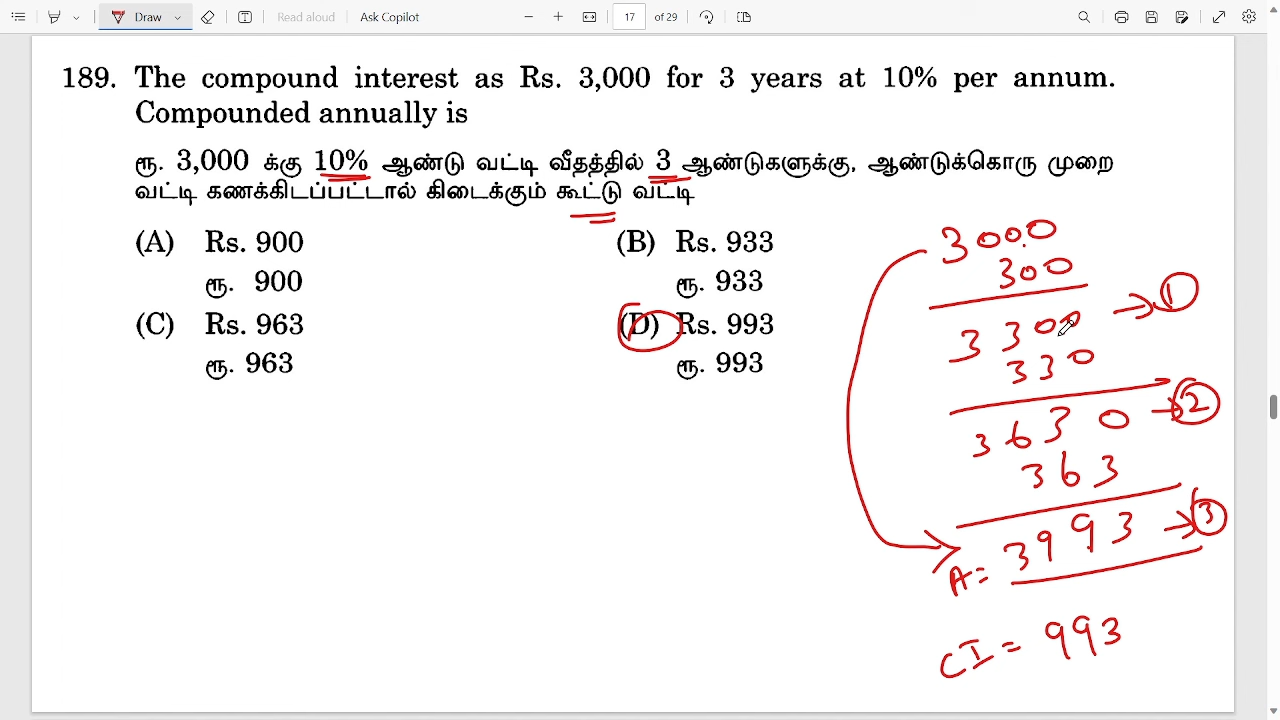 Draw
Read aloud
Ask Copilot
17
of 29
189. The compound interest as Rs. 3,000 for 3 years at 10% per annum.
Compounded annually is
ரூ. 3,000 க்கு 10% ஆண்டு வட்டி வீதத்தில் 3 ஆண்டுகளுக்கு, ஆண்டுக்கொரு முறை
வட்டி கணக்கிடப்பட்டால் கிடைக்கும் கூட்டு வட்டி
(A) Rs. 900
ரூ. 900
(B) Rs. 933
ரூ. 933
(C) Rs. 963
ரூ. 963
(D) Rs. 993
ரூ. 993
3000
300
3300 → 1
330
3630 → 2
363
A = 3993 → 3
CI = 993